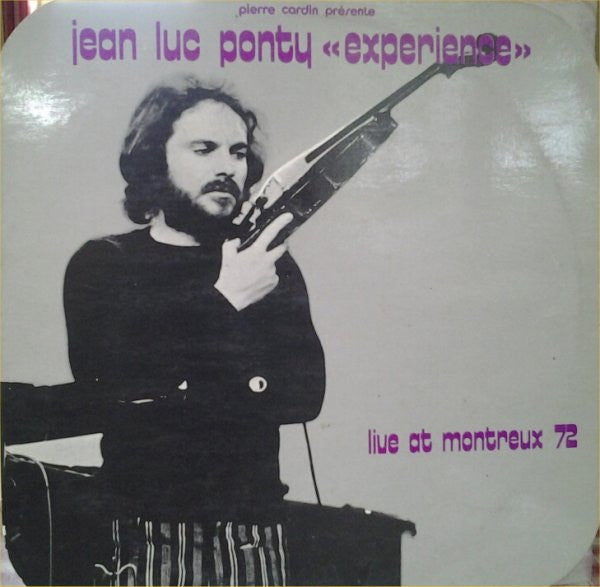 pierre cardin présente
jean luc ponty «experience»
live at montreux 72